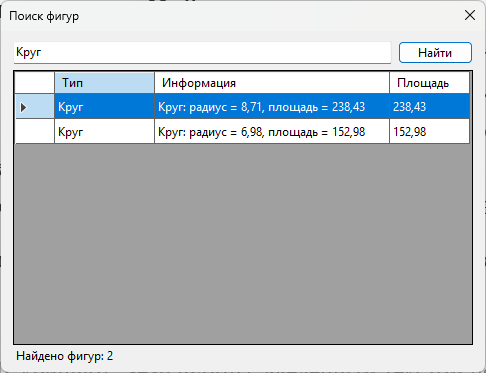 Поиск фигур
Круг
Найти
Тип Информация Площадь
Круг Круг: радиус = 8,71, площадь = 238,43 238,43
Круг Круг: радиус = 6,98, площадь = 152,98 152,98
Найдено фигур: 2